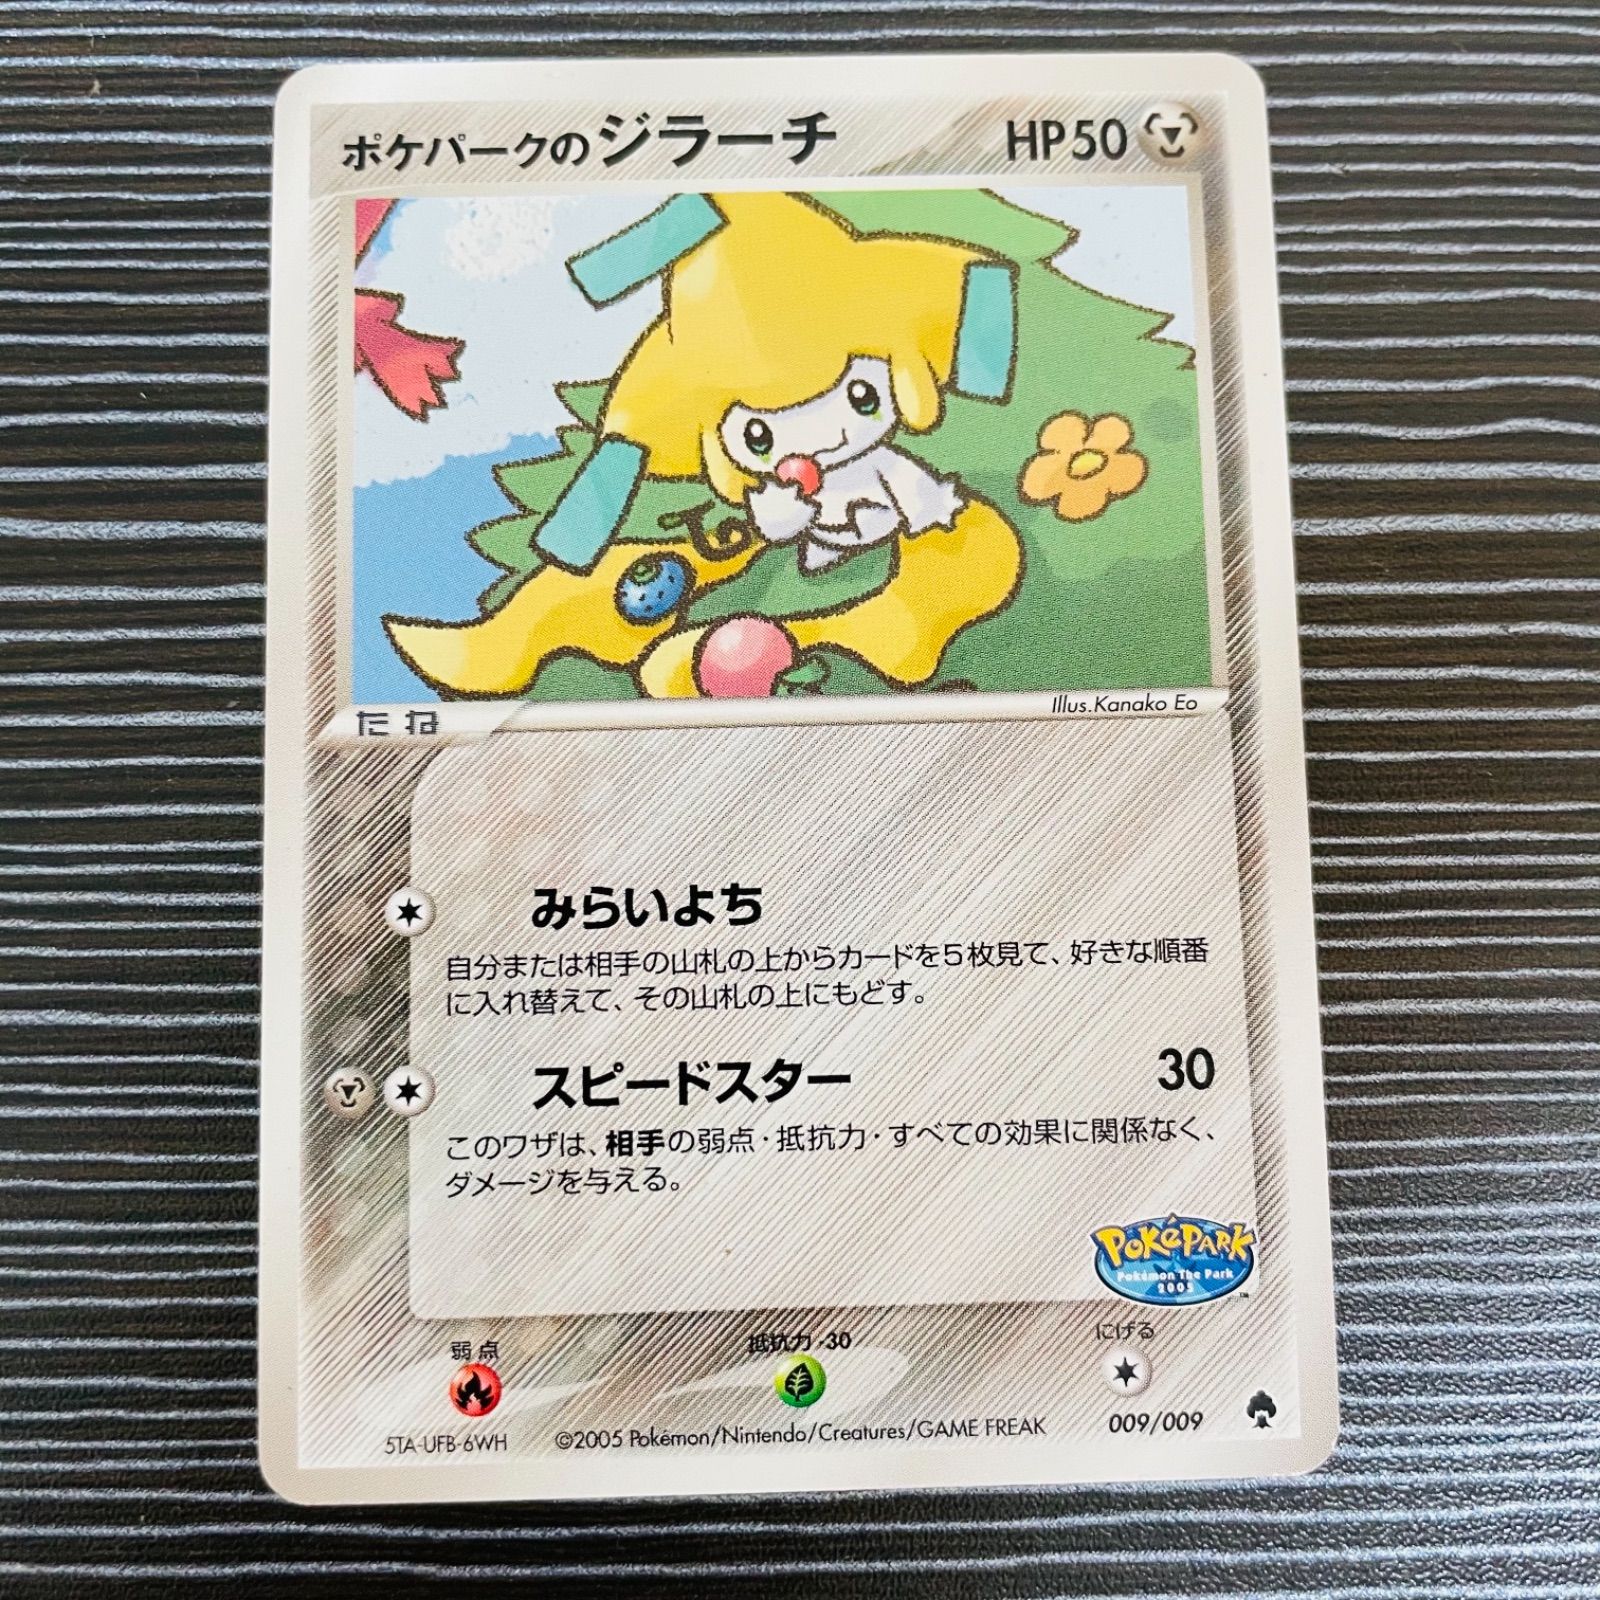 ポケパークのジラーチ HP50
Illus.Kanako Eo
たね
みらいよち
自分または相手の山札の上からカードを5枚見て、好きな順番
に入れ替えて、その山札の上にもどす。
スピードスター 30
このワザは、相手の弱点・抵抗力・すべての効果に関係なく、
ダメージを与える。
POKéPARK
Pokémon The Park
2005
™
弱点 抵抗力 -30 にげる
5TA-UFB-6WH ©2005 Pokémon/Nintendo/Creatures/GAME FREAK 009/009